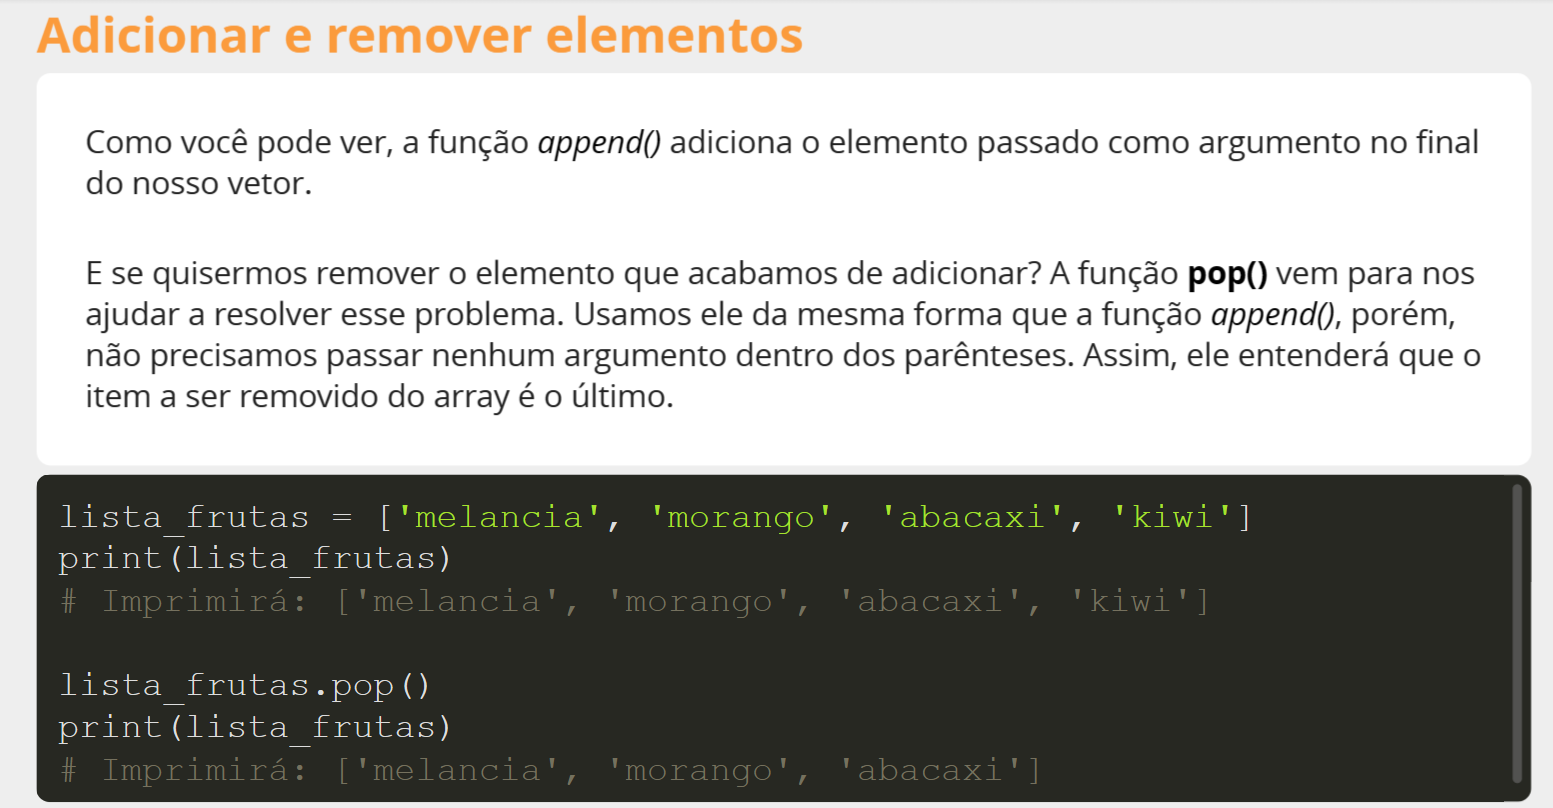 Adicionar e remover elementos
Como você pode ver, a função append() adiciona o elemento passado como argumento no final
do nosso vetor.
E se quisermos remover o elemento que acabamos de adicionar? A função pop() vem para nos
ajudar a resolver esse problema. Usamos ele da mesma forma que a função append(), porém,
não precisamos passar nenhum argumento dentro dos parênteses. Assim, ele entenderá que o
item a ser removido do array é o último.
lista_frutas = ['melancia', 'morango', 'abacaxi', 'kiwi']
print(lista_frutas)
# Imprimirá: ['melancia', 'morango', 'abacaxi', 'kiwi']
lista_frutas.pop()
print(lista_frutas)
# Imprimirá: ['melancia', 'morango', 'abacaxi']